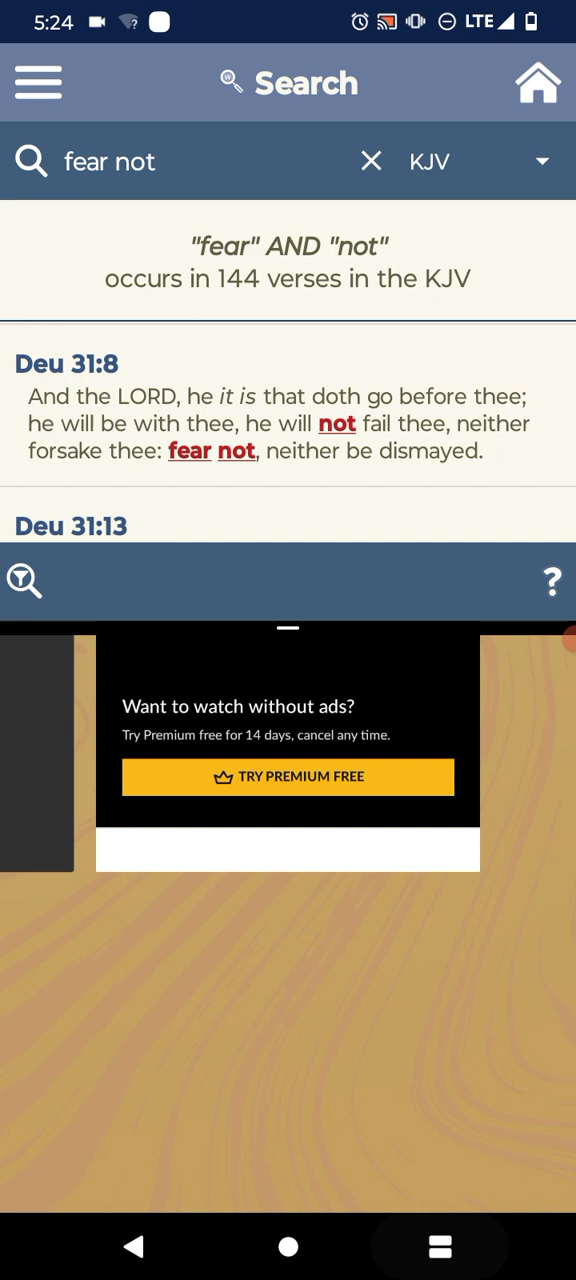 5:24 ? LTE
Search
fear not KJV
"fear" AND "not"
occurs in 144 verses in the KJV
Deu 31:8
And the LORD, he it is that doth go before thee;
he will be with thee, he will not fail thee, neither
forsake thee: fear not, neither be dismayed.
Deu 31:13
?
Want to watch without ads?
Try Premium free for 14 days, cancel any time.
TRY PREMIUM FREE